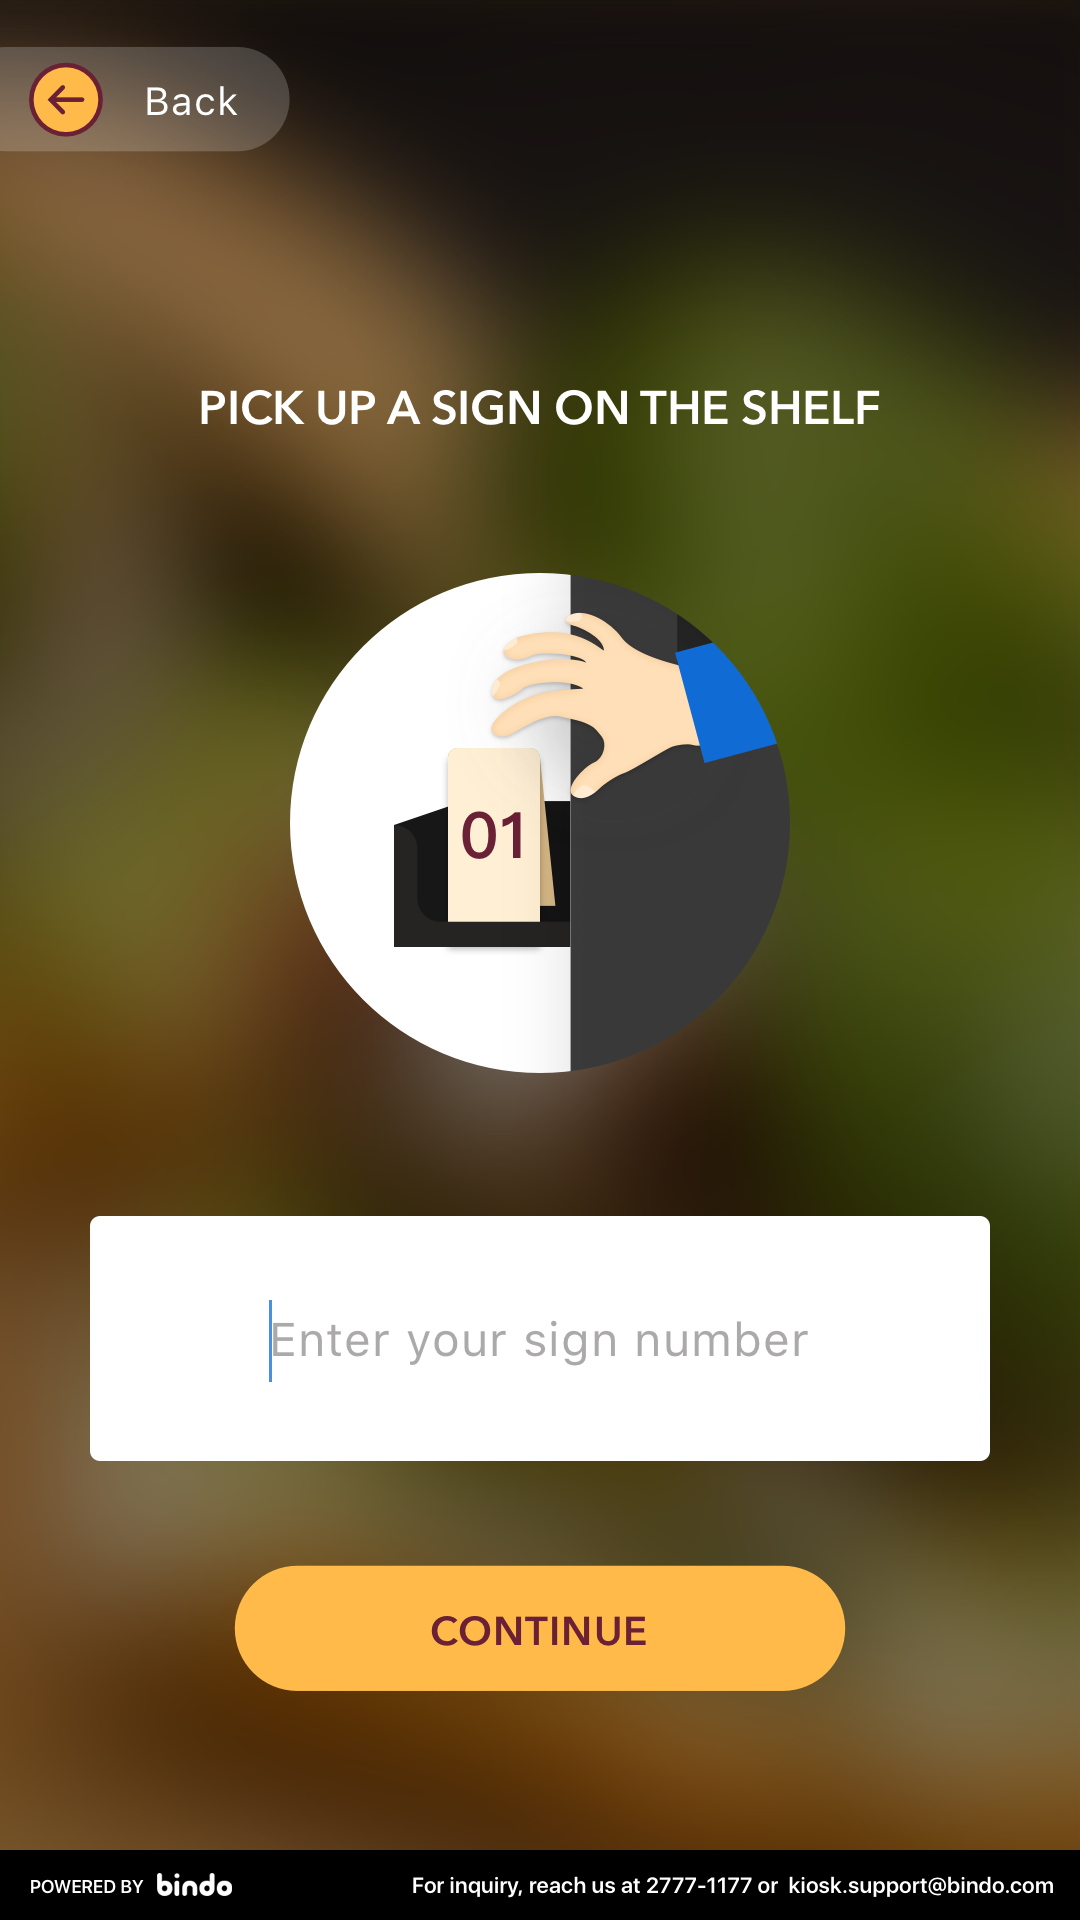 Back
PICK UP A SIGN ON THE SHELF
01
Enter your sign number
CONTINUE
POWERED BY bindo
For inquiry, reach us at 2777-1177 or kiosk.support@bindo.com